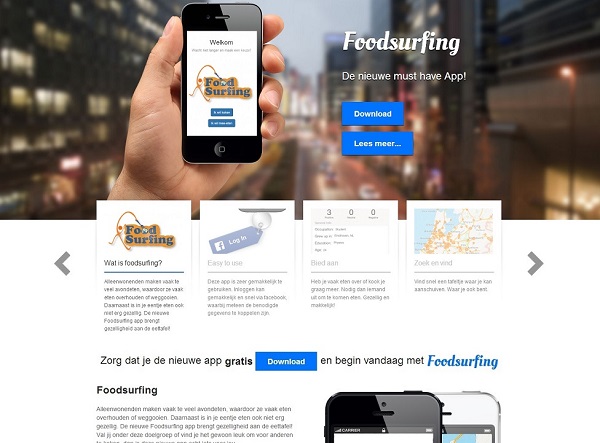 Foodsurfing
De nieuwe must have App!
Download
Lees meer...
Welkom
Food
Surfing
Food
Surfing
Wat is foodsurfing?
Alleenwonenden maken vaak te
veel avondeten, waardoor ze vaak
eten overhouden of weggooien.
Daarnaast is in je eentje eten ook
niet erg gezellig. De nieuwe
Foodsurfing app brengt
gezelligheid aan de eettafel!
Log In
Easy to use
Deze app is zeer gemakkelijk te
gebruiken. Inloggen kan
gemakkelijk en snel via facebook,
waarbij meteen de benodigde
gegevens te koppelen zijn.
3 0 0
Bied aan
Heb je vaak eten over of kook je
graag meer. Nodig dan iemand
uit om te komen eten. Gezellig en
makkelijk!
Zoek en vind
Vind snel een tafeltje waar je kan
aanschuiven. Waar je ook bent.
Zorg dat je de nieuwe app gratis Download en begin vandaag met Foodsurfing
Foodsurfing
Alleenwonenden maken vaak te veel avondeten, waardoor ze vaak eten
overhouden of weggooien. Daarnaast is in je eentje eten ook niet erg
gezellig. De nieuwe Foodsurfing app brengt gezelligheid aan de eettafel!
Val jij onder deze doelgroep of vind je het gewoon leuk om voor anderen
CARRIER
CARRIER